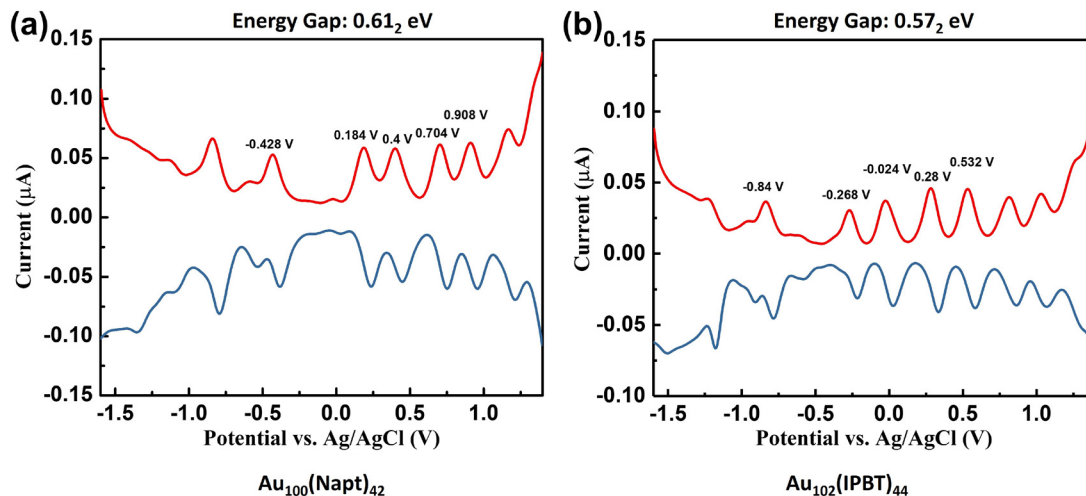 (a)
Energy Gap: 0.61₂ eV
0.15
0.10
0.05
0.00
-0.05
-0.10
-0.15
Current (μA)
-0.428 V
0.184 V
0.4 V
0.704 V
0.908 V
-1.5 -1.0 -0.5 0.0 0.5 1.0
Potential vs. Ag/AgCl (V)
Au₁₀₀(Napt)₄₂
(b)
Energy Gap: 0.57₂ eV
0.15
0.10
0.05
0.00
-0.05
-0.10
Current (μA)
-0.84 V
-0.268 V
-0.024 V
0.28 V
0.532 V
-1.5 -1.0 -0.5 0.0 0.5 1.0
Potential vs. Ag/AgCl (V)
Au₁₀₂(IPBT)₄₄